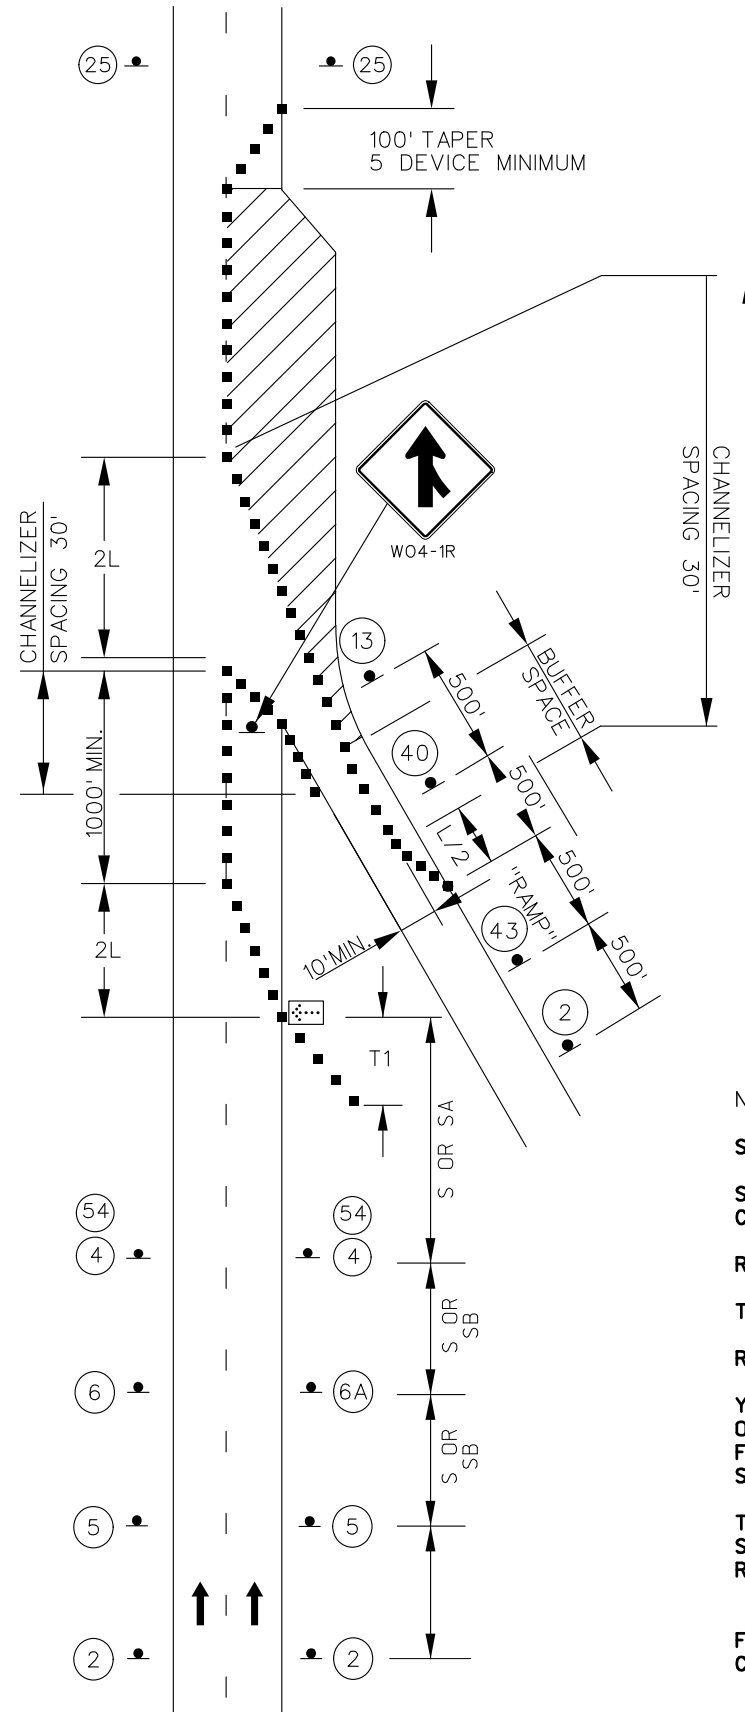 25
25
100' TAPER
5 DEVICE MINIMUM
CHANNELIZER
SPACING 30'
W04-1R
CHANNELIZER
SPACING 30'
2L
13
500'
BUFFER
SPACE
40
500'
1000' MIN.
L/2
500'
"RAMP"
43
500'
10' MIN.
2L
2
T1
S OR SA
54
54
4
4
S OR
SB
6
6A
S OR
SB
5
5
2
2
N
S
S
C
R
T
R
Y
O
F
S
T
S
R
F
C